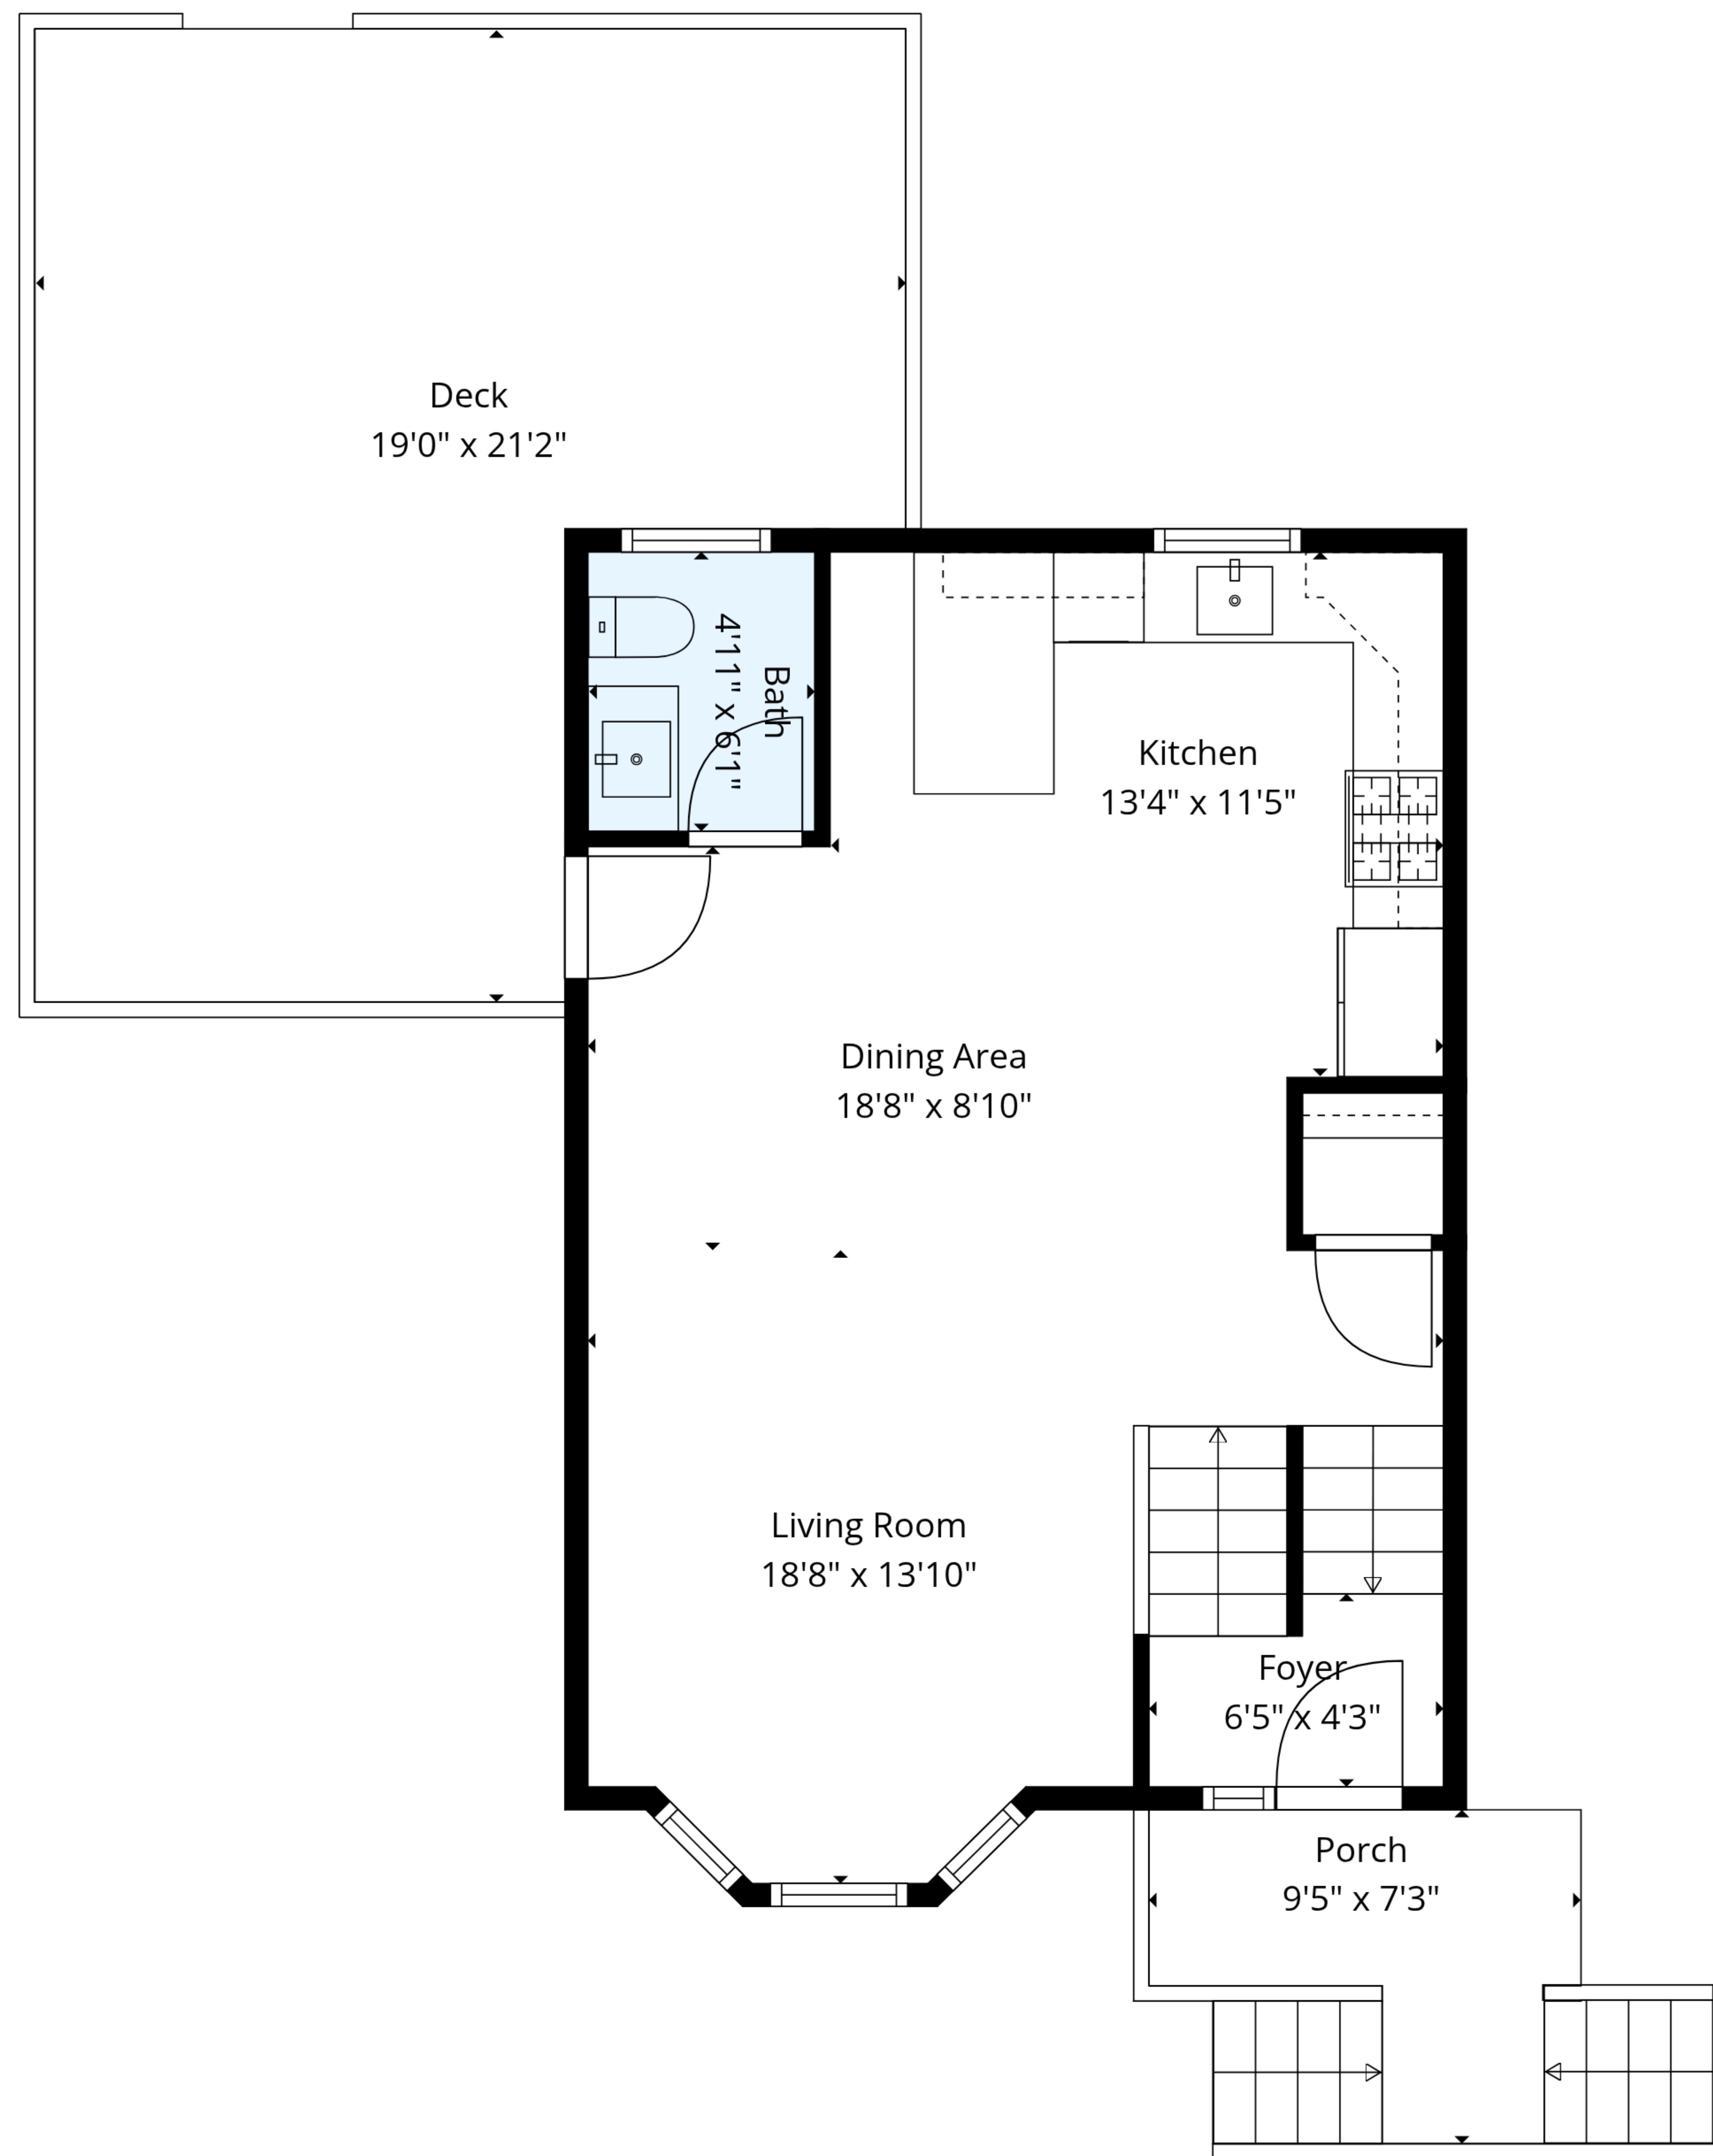 Deck
19'0" x 21'2"
Bath
4'11" x 6'1"
Kitchen
13'4" x 11'5"
Dining Area
18'8" x 8'10"
Living Room
18'8" x 13'10"
Foyer
6'5" x 4'3"
Porch
9'5" x 7'3"